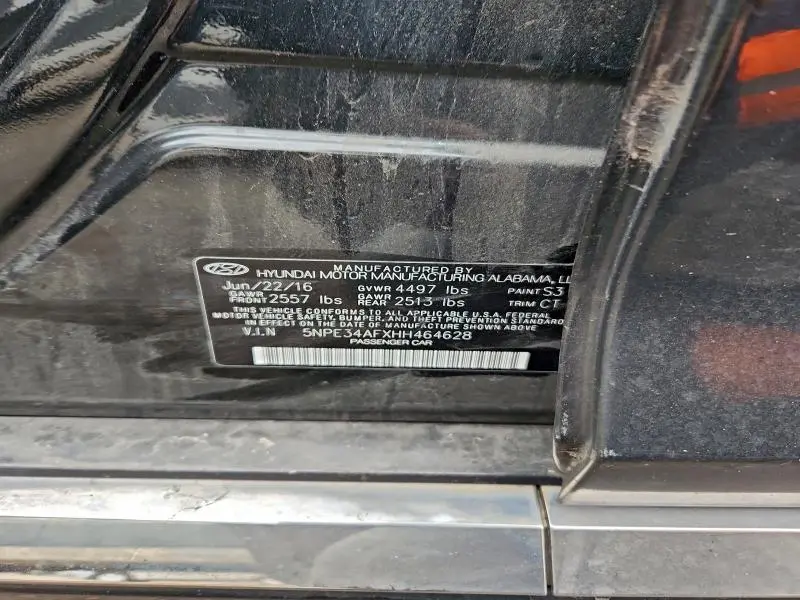 MANUFACTURED BY
HYUNDAI MOTOR MANUFACTURING ALABAMA, LL
Jun/22/16 GVWR 4497 lbs PAINT S3
GAWR FRONT 2557 lbs GAWR REAR 2513 lbs TRIM CT
THIS VEHICLE CONFORMS TO ALL APPLICABLE U.S.A. FEDERAL
MOTOR VEHICLE SAFETY, BUMPER, AND THEFT PREVENTION STANDARD
IN EFFECT ON THE DATE OF MANUFACTURE SHOWN ABOVE
V.I.N 5NPE34AFXHH464628
PASSENGER CAR